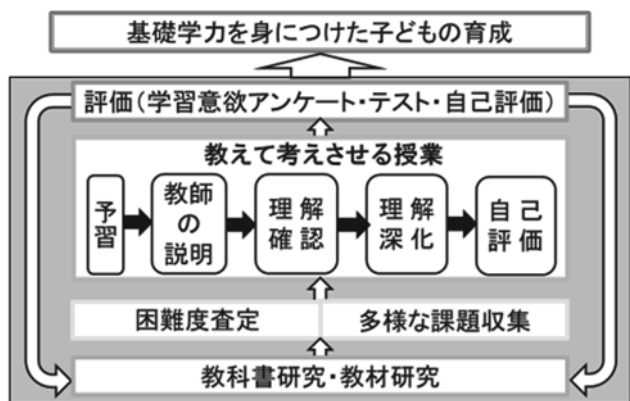 基礎学力を身につけた子どもの育成
評価(学習意欲アンケート・テスト・自己評価)
教えて考えさせる授業
予習
教師
の
説明
理解
確認
理解
深化
自己
評価
困難度査定
多様な課題収集
教科書研究・教材研究